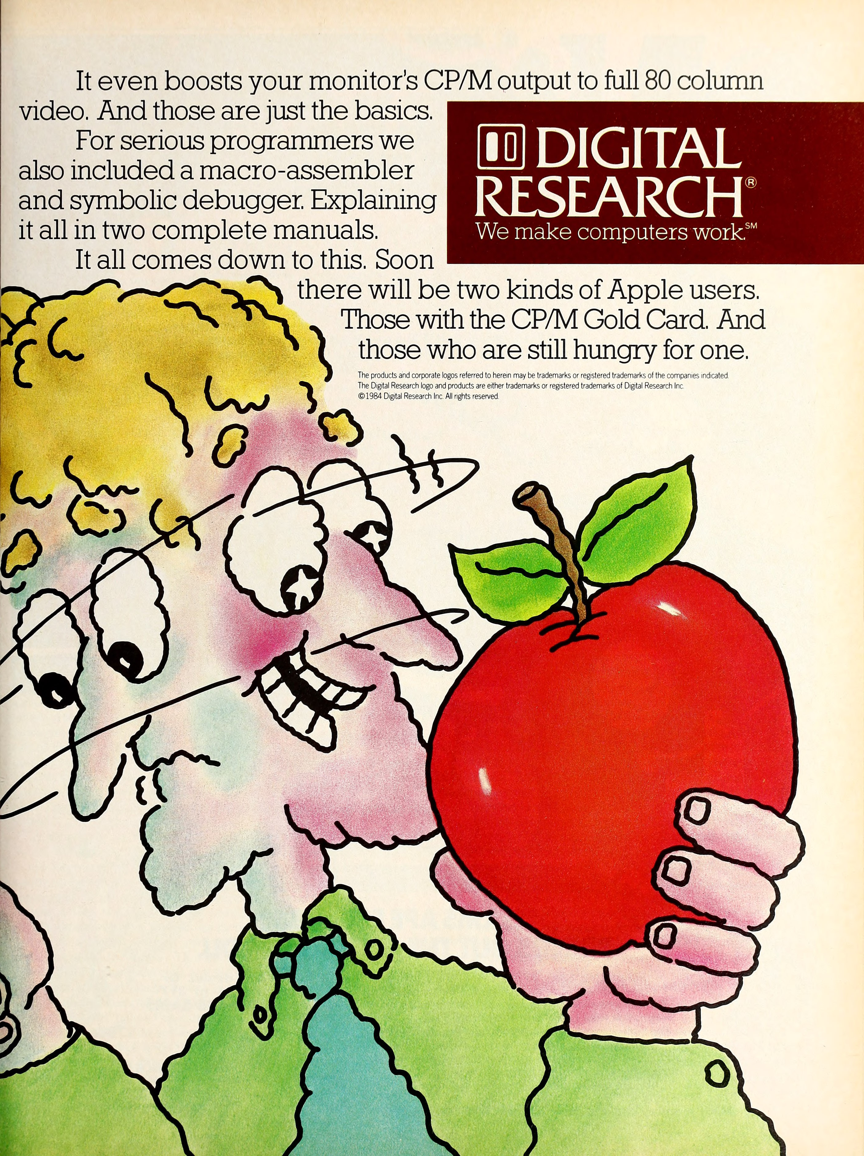 It even boosts your monitor's CP/M output to full 80 column
video. And those are just the basics.
For serious programmers we
also included a macro-assembler
and symbolic debugger. Explaining
it all in two complete manuals.
It all comes down to this. Soon
there will be two kinds of Apple users.
Those with the CP/M Gold Card. And
those who are still hungry for one.
DIGITAL
RESEARCH®
We make computers work.℠
The products and corporate logos referred to herein may be trademarks or registered trademarks of the companies indicated.
The Digital Research logo and products are either trademarks or registered trademarks of Digital Research Inc.
© 1984 Digital Research Inc. All rights reserved.